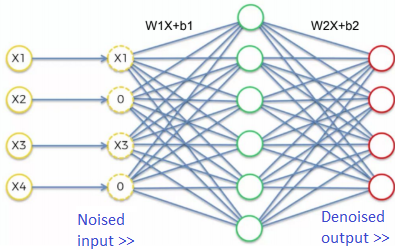 W1X+b1 W2X+b2
X1 X1
X2 0
X3 X3
X4 0
Noised
input >>
Denoised
output >>